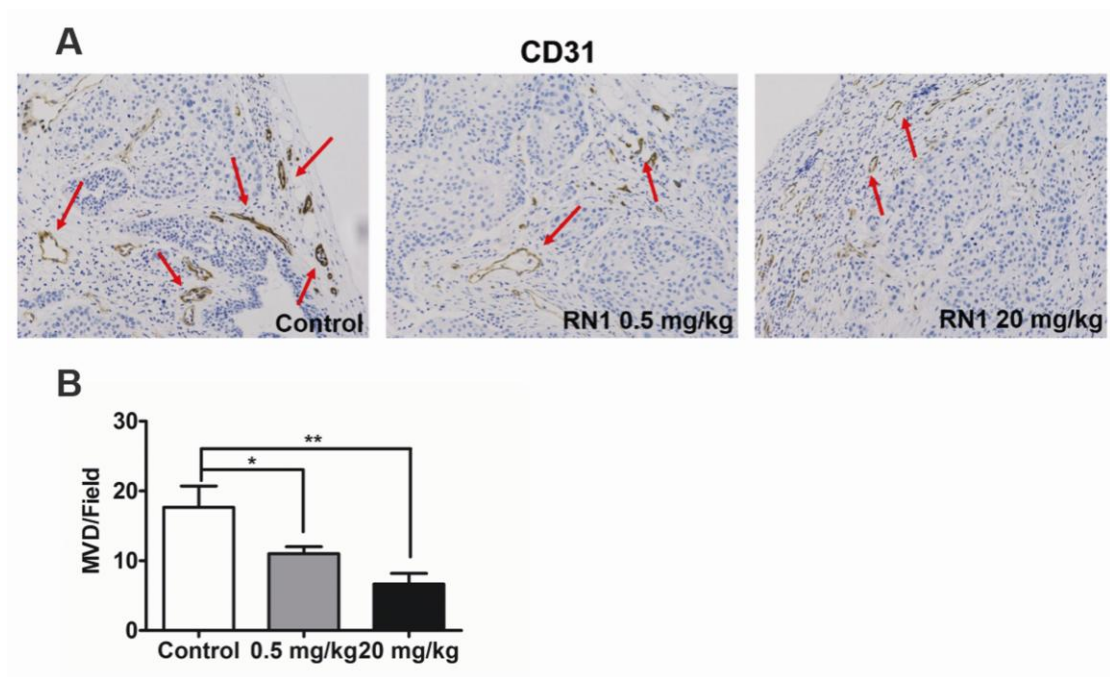 A
CD31
Control
RN1 0.5 mg/kg
RN1 20 mg/kg
B
MVD/Field
30
20
10
0
**
*
Control 0.5 mg/kg 20 mg/kg